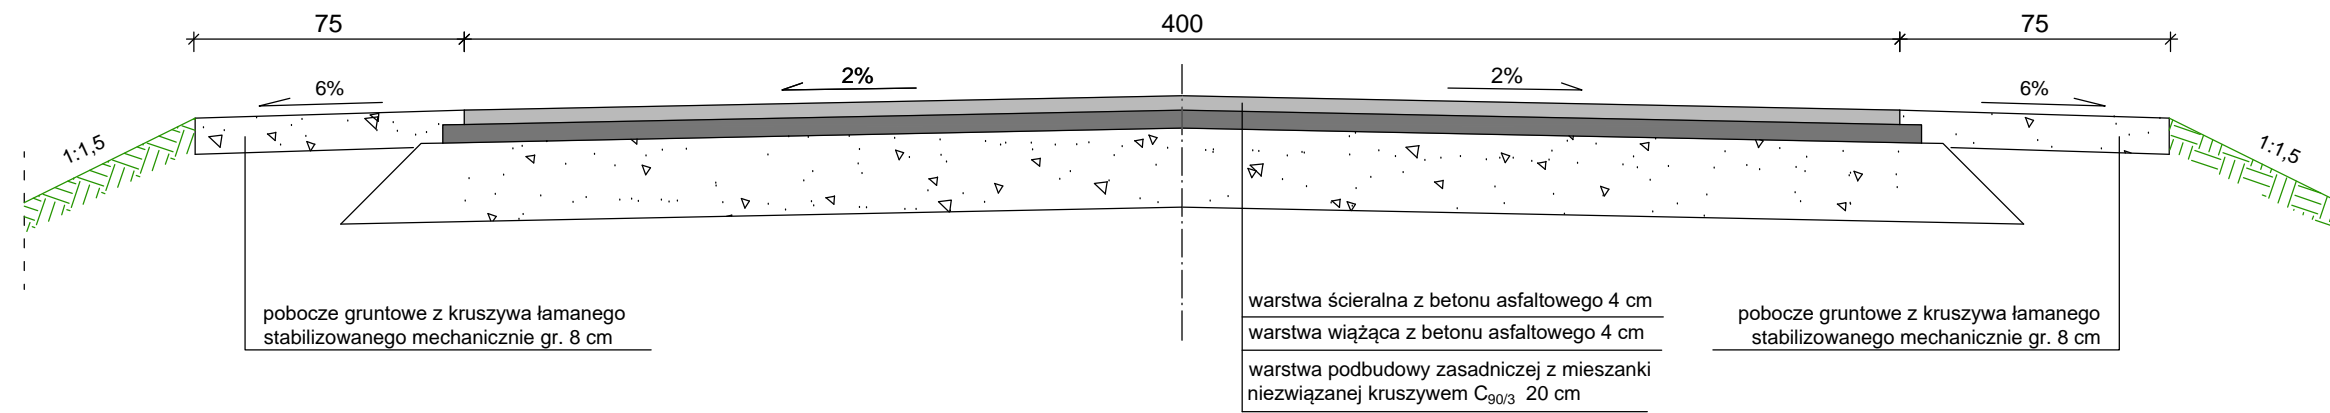 75
400
75
6%
2%
2%
6%
1:1,5
1:1,5
pobocze gruntowe z kruszywa łamanego
stabilizowanego mechanicznie gr. 8 cm
warstwa ścieralna z betonu asfaltowego 4 cm
warstwa wiążąca z betonu asfaltowego 4 cm
warstwa podbudowy zasadniczej z mieszanki
niezwiązanej kruszywem C90/3 20 cm
pobocze gruntowe z kruszywa łamanego
stabilizowanego mechanicznie gr. 8 cm